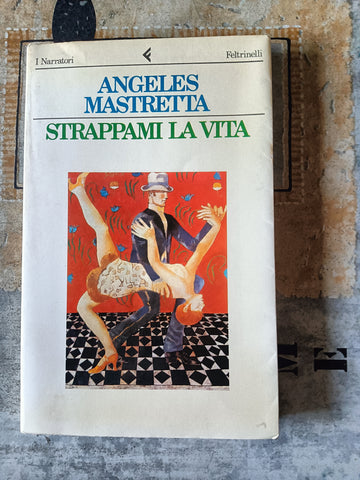 I Narratori
Feltrinelli
ANGELES
MASTRETTA
STRAPPAMI LA VITA
M E